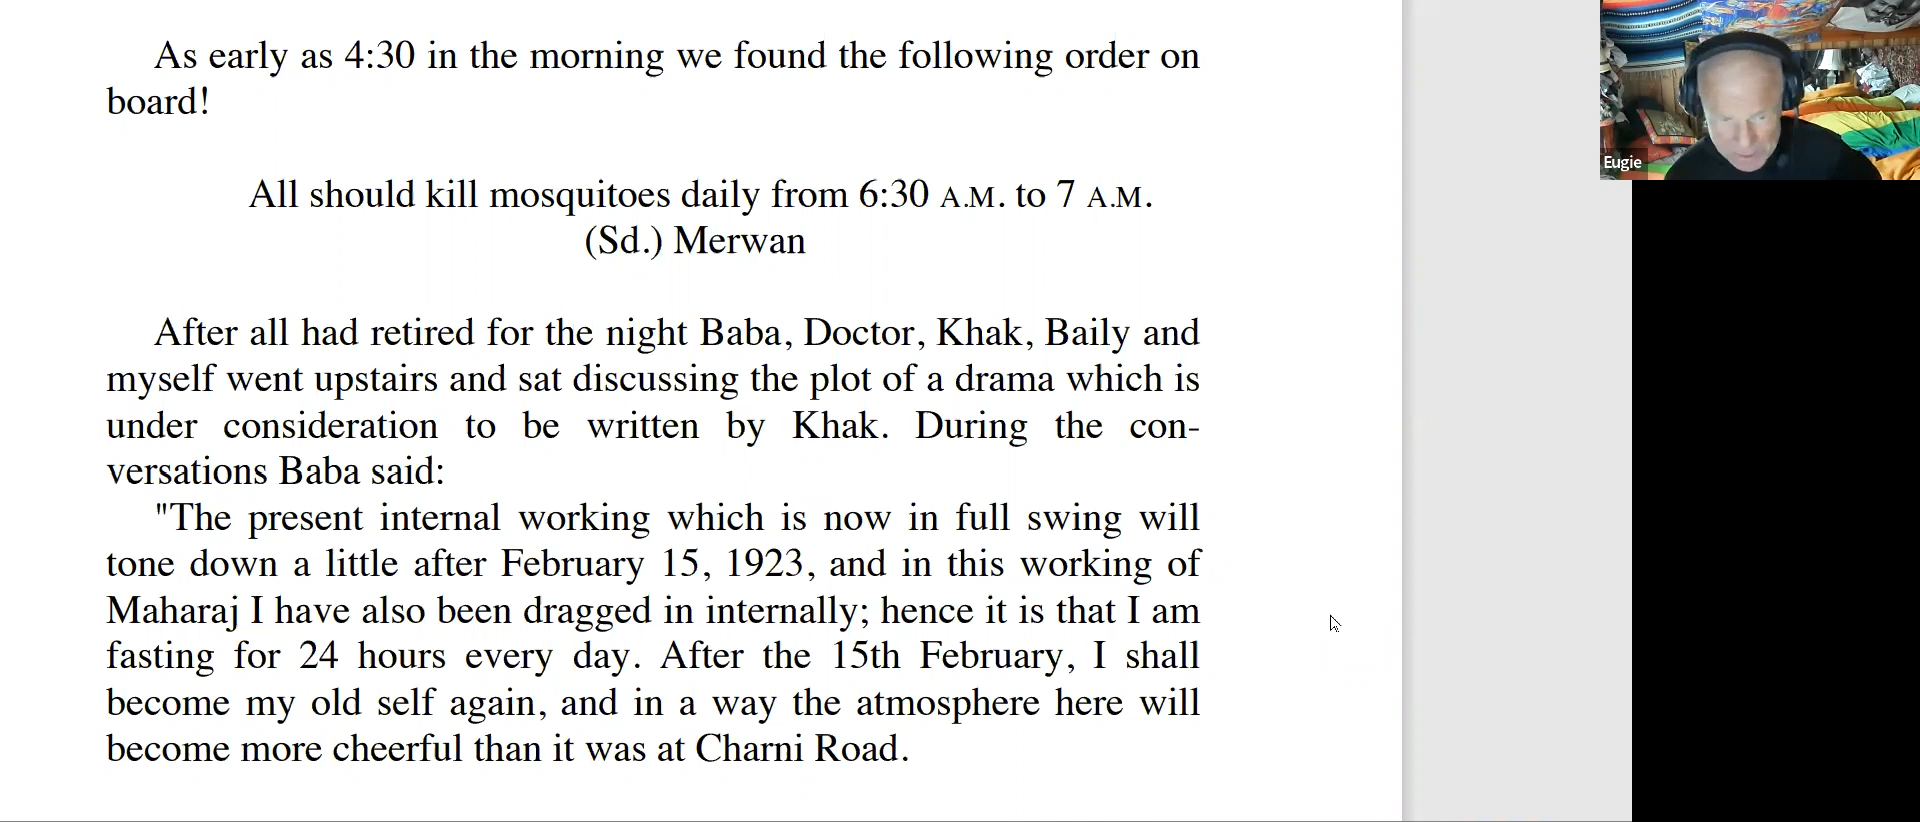 As early as 4:30 in the morning we found the following order on
board!
All should kill mosquitoes daily from 6:30 A.M. to 7 A.M.
(Sd.) Merwan
After all had retired for the night Baba, Doctor, Khak, Baily and
myself went upstairs and sat discussing the plot of a drama which is
under consideration to be written by Khak. During the con-
versations Baba said:
"The present internal working which is now in full swing will
tone down a little after February 15, 1923, and in this working of
Maharaj I have also been dragged in internally; hence it is that I am
fasting for 24 hours every day. After the 15th February, I shall
become my old self again, and in a way the atmosphere here will
become more cheerful than it was at Charni Road.
Eugie